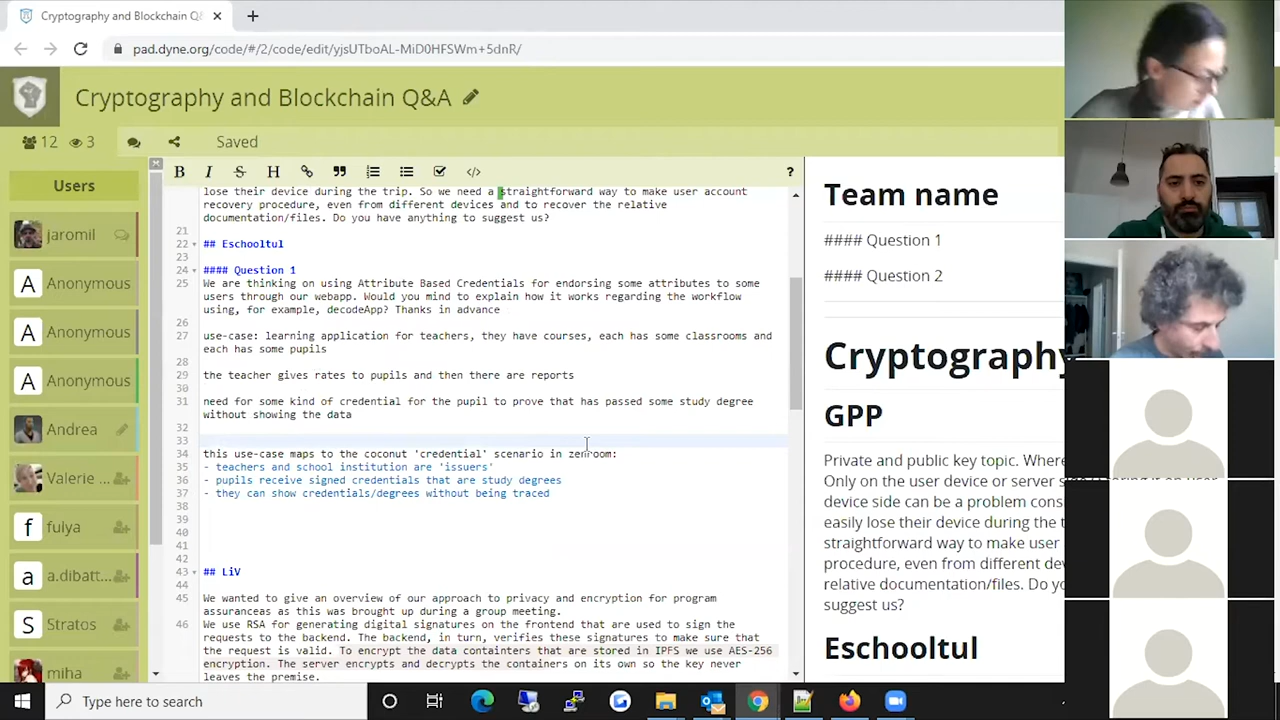 Cryptography and Blockchain Q&
pad.dyne.org/code/#/2/code/edit/yjsUTboAL-MiD0HFSWm+5dnR/
Cryptography and Blockchain Q&A
12 3 Saved
B I S H </> ?
Users
jaromil
A Anonymous
A Anonymous
A Anonymous
Andrea
Valerie ...
f fulya
a a.dibatt...
S Stratos
miha
lose their device during the trip. So we need a straightforward way to make user account
recovery procedure, even from different devices and to recover the relative
documentation/files. Do you have anything to suggest us?
21
22 ## Eschooltul
23
24 #### Question 1
25 We are thinking on using Attribute Based Credentials for endorsing some attributes to some
users through our webapp. Would you mind to explain how it works regarding the workflow
using, for example, decodeApp? Thanks in advance
26
27 use-case: learning application for teachers, they have courses, each has some classrooms and
each has some pupils
28
29 the teacher gives rates to pupils and then there are reports
30
31 need for some kind of credential for the pupil to prove that has passed some study degree
without showing the data
32
33
34 this use-case maps to the coconut 'credential' scenario in zenroom:
35 - teachers and school institution are 'issuers'
36 - pupils receive signed credentials that are study degrees
37 - they can show credentials/degrees without being traced
38
39
40
41
42
43 ## LiV
44
45 We wanted to give an overview of our approach to privacy and encryption for program
assuranceas as this was brought up during a group meeting.
46 We use RSA for generating digital signatures on the frontend that are used to sign the
requests to the backend. The backend, in turn, verifies these signatures to make sure that
the request is valid. To encrypt the data containters that are stored in IPFS we use AES-256
encryption. The server encrypts and decrypts the containers on its own so the key never
leaves the premise.
Team name
#### Question 1
#### Question 2
Cryptography
GPP
Private and public key topic. Where
Only on the user device or server
device side can be a problem cons
easily lose their device during the t
straightforward way to make user
procedure, even from different dev
relative documentation/files. Do yo
suggest us?
Eschooltul
Type here to search